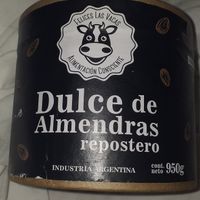 FELICES LAS VACAS
ALIMENTACIÓN CONSCIENTE
Dulce de
Almendras
repostero
INDUSTRIA ARGENTINA
cont.
neto 950g